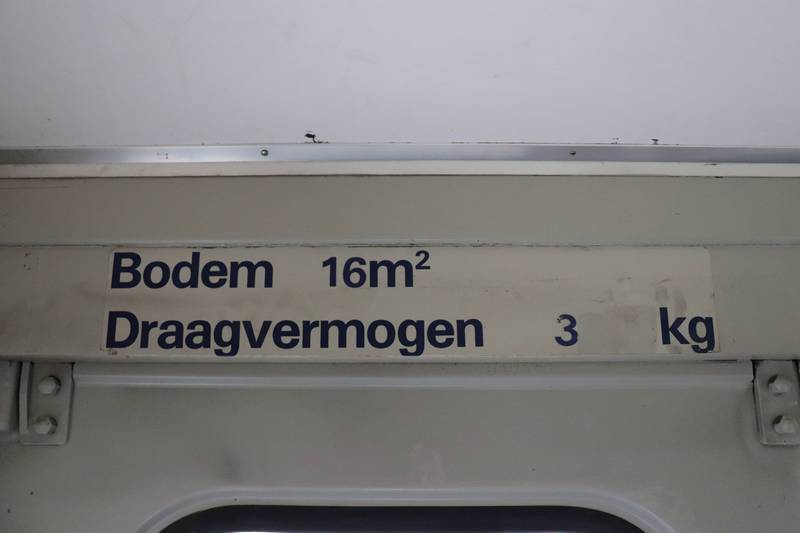 Bodem 16m²
Draagvermogen 3 kg